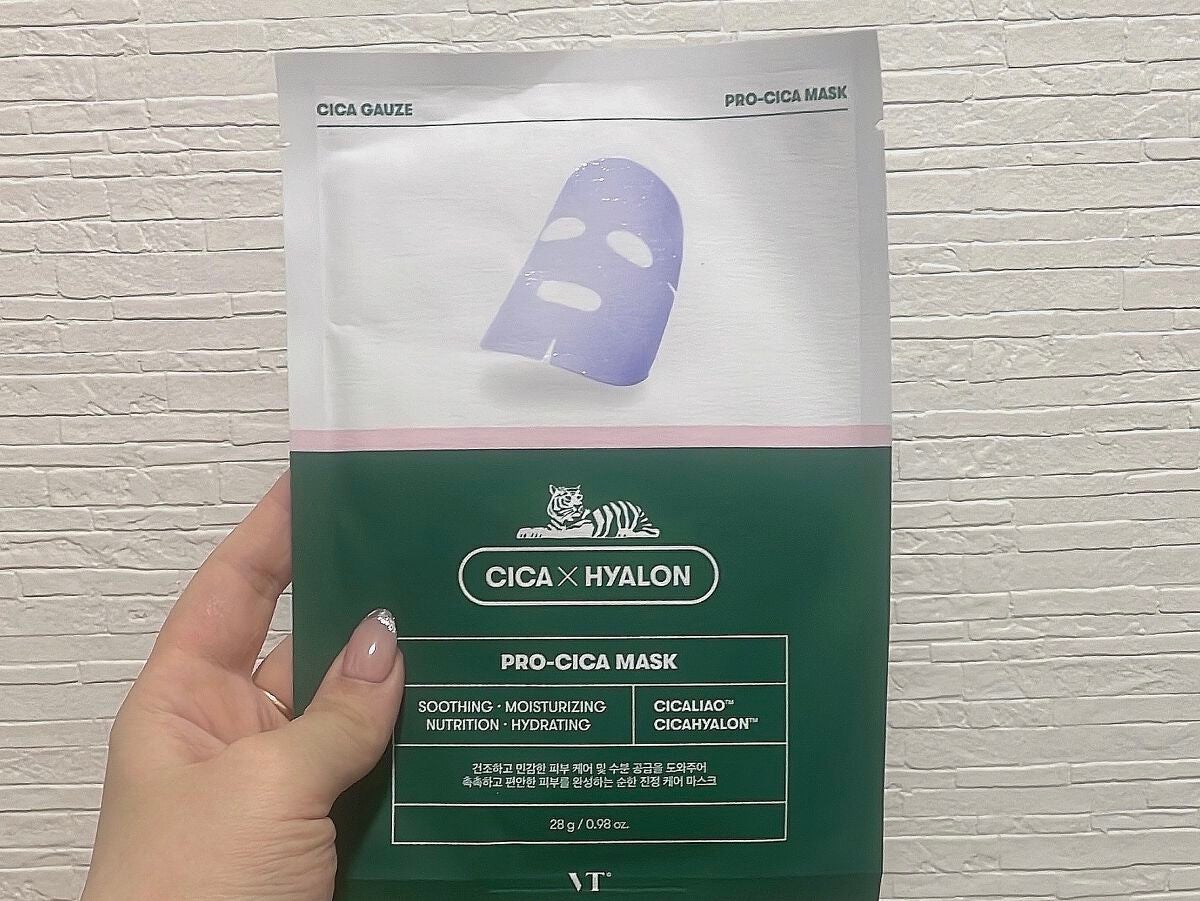 CICA GAUZE
PRO-CICA MASK
CICA × HYALON
PRO-CICA MASK
SOOTHING · MOISTURIZING
NUTRITION · HYDRATING
CICALIAO™
CICAHYALON™
건조하고 민감한 피부 케어 및 수분 공급을 도와주어
촉촉하고 편안한 피부를 완성하는 순한 진정 케어 마스크
28 g / 0.98 oz.
VT